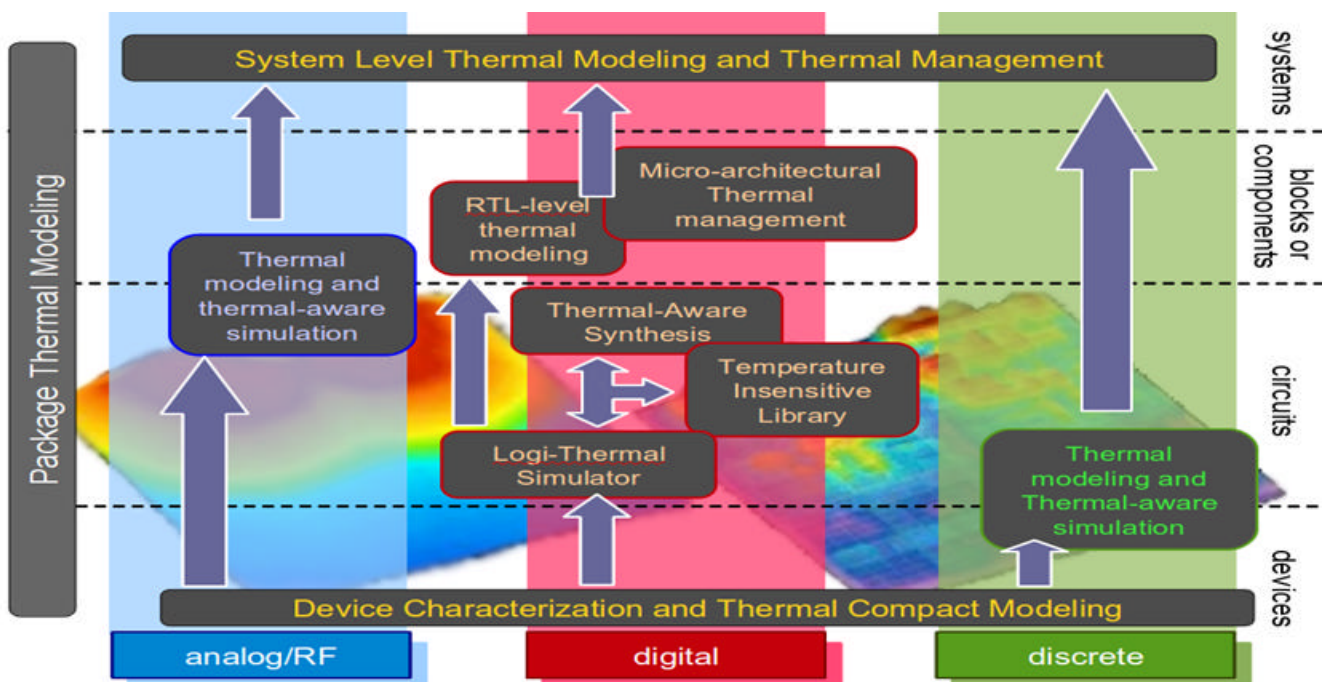 System Level Thermal Modeling and Thermal Management
systems
Package Thermal Modeling
Micro-architectural
Thermal
management
RTL-level
thermal
modeling
blocks or
components
Thermal
modeling and
thermal-aware
simulation
Thermal-Aware
Synthesis
Temperature
Insensitive
Library
circuits
Logi-Thermal
Simulator
Thermal
modeling and
Thermal-aware
simulation
devices
Device Characterization and Thermal Compact Modeling
analog/RF
digital
discrete